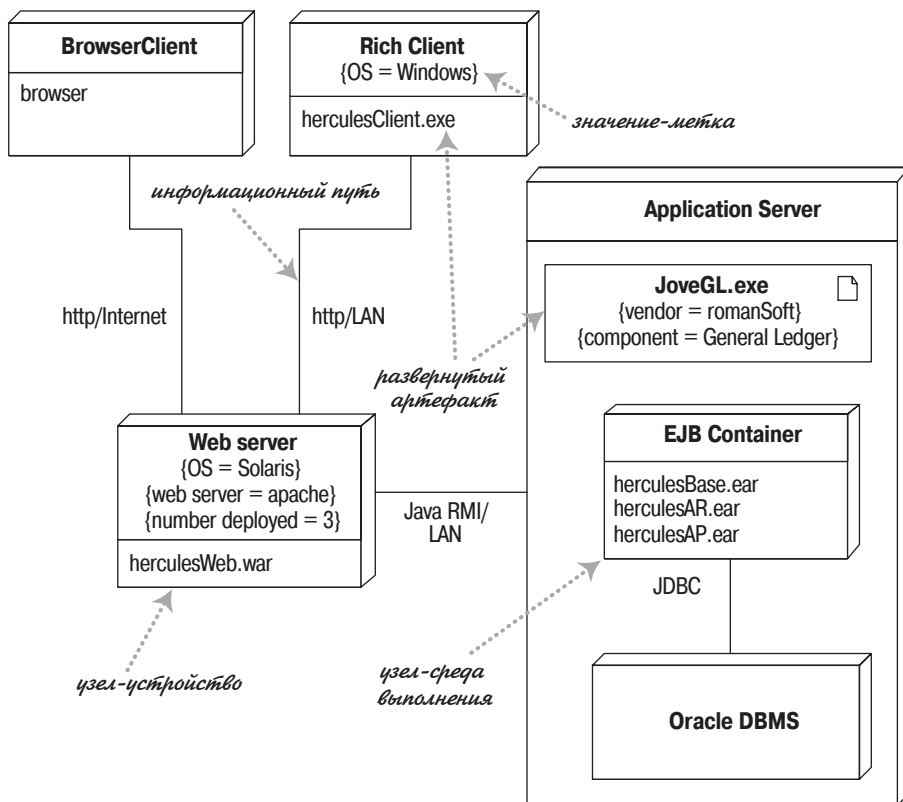 BrowserClient
browser
Rich Client
{OS = Windows}
herculesClient.exe
значение-метка
информационный путь
Application Server
JoveGL.exe
{vendor = romanSoft}
{component = General Ledger}
http/Internet
http/LAN
развернутый
артефакт
Web server
{OS = Solaris}
{web server = apache}
{number deployed = 3}
herculesWeb.war
Java RMI/
LAN
EJB Container
herculesBase.ear
herculesAR.ear
herculesAP.ear
JDBC
узел-устройство
узел-среда
выполнения
Oracle DBMS